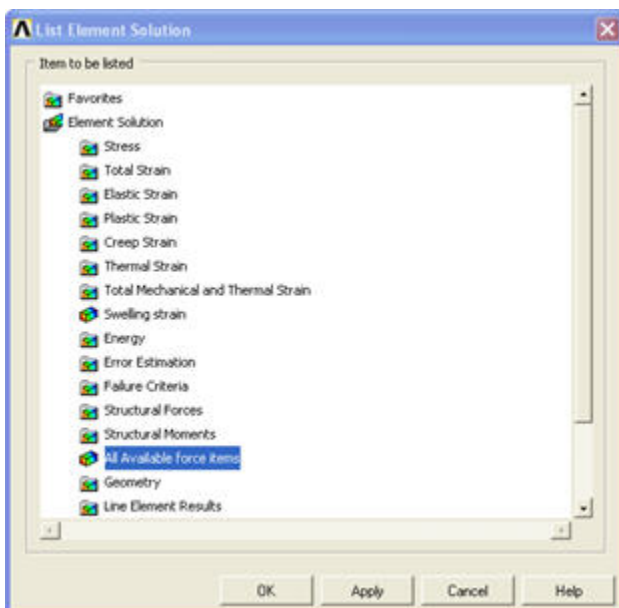 List Element Solution
Item to be listed
Favorites
Element Solution
Stress
Total Strain
Elastic Strain
Plastic Strain
Creep Strain
Thermal Strain
Total Mechanical and Thermal Strain
Swelling strain
Energy
Error Estimation
Failure Criteria
Structural Forces
Structural Moments
All Available force items
Geometry
Line Element Results
OK Apply Cancel Help